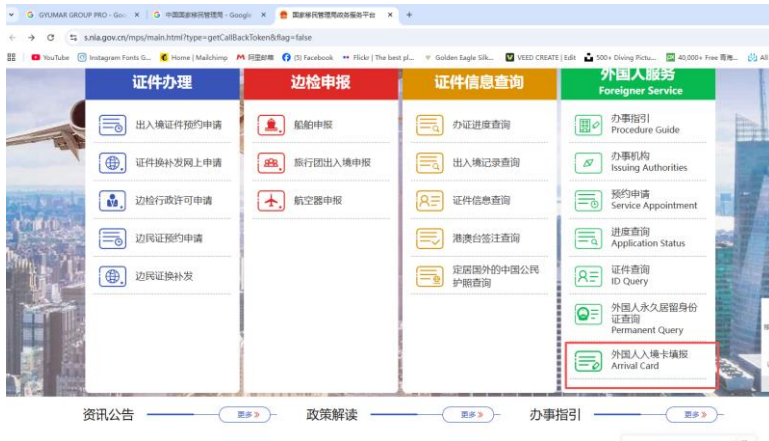 GYUMAR GROUP PRO - Goo
中国国家移民管理局 - Google
国家移民管理局政务服务平台
s.nia.gov.cn/mps/main.html?type=getCallBackToken&flag=false
YouTube
Instagram Fonts G...
Home | Mailchimp
阿里邮箱
(5) Facebook
Flickr | The best pl...
Golden Eagle Silk...
VEED CREATE | Edit
500+ Diving Pictu...
40,000+ Free 青海...
All
证件办理
出入境证件预约申请
证件换补发网上申请
边检行政许可申请
边民证预约申请
边民证换补发
边检申报
船舶申报
旅行团出入境申报
航空器申报
证件信息查询
办证进度查询
出入境记录查询
证件信息查询
港澳台签注查询
定居国外的中国公民
护照查询
外国人服务
Foreigner Service
办事指引
Procedure Guide
办事机构
Issuing Authorities
预约申请
Service Appointment
进度查询
Application Status
证件查询
ID Query
外国人永久居留身份
证查询
Permanent Query
外国人入境卡填报
Arrival Card
资讯公告
更多
政策解读
更多
办事指引
更多